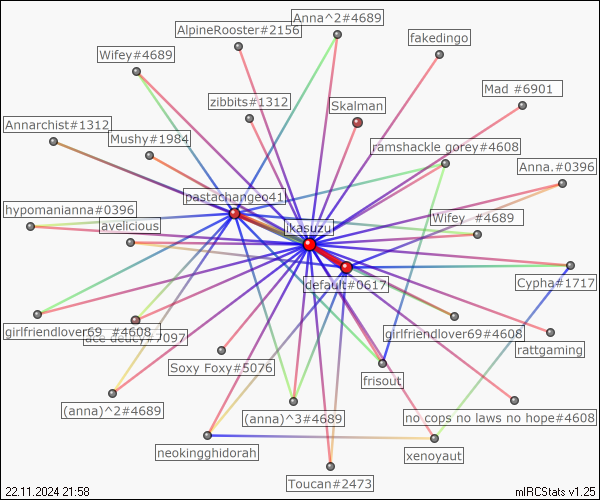 Anna^2#4689
AlpineRooster#2156
fakedingo
Wifey#4689
Mad #6901
zibbits#1312
Skalman
Annarchist#1312
Mushy#1984
ramshackle gorey#4608
Anna.#0396
pastachangeo41
hypomanianna#0396
Wifey #4689
avelicious
ikasuzu
default#0617
Cypha#1717
girlfriendlover69 #4608
girlfriendlover69#4608
#7097
rattgaming
Soxy Foxy#5076
frisout
(anna)^2#4689
(anna)^3#4689
no cops no laws no hope#4608
neokingghidorah
xenoyaut
Toucan#2473
22.11.2024 21:58
mIRCStats v1.25